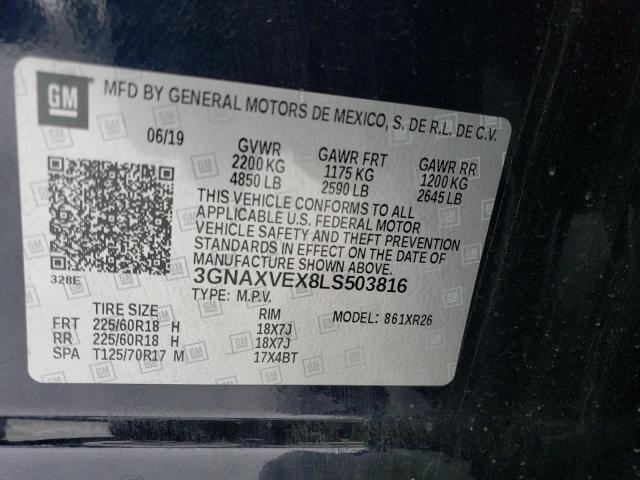 GM
MFD BY GENERAL MOTORS DE MEXICO, S. DE R.L. DE C.V.
06/19 GVWR GAWR FRT GAWR RR
2200 KG 1175 KG 1200 KG
4850 LB 2590 LB 2645 LB
THIS VEHICLE CONFORMS TO ALL
APPLICABLE U.S. FEDERAL MOTOR
VEHICLE SAFETY AND THEFT PREVENTION
STANDARDS IN EFFECT ON THE DATE OF
MANUFACTURE SHOWN ABOVE.
328E 3GNAXVEX8LS503816
TYPE: M.P.V.
TIRE SIZE RIM MODEL: 861XR26
FRT 225/60R18 H 18X7J
RR 225/60R18 H 18X7J
SPA T125/70R17 M 17X4BT